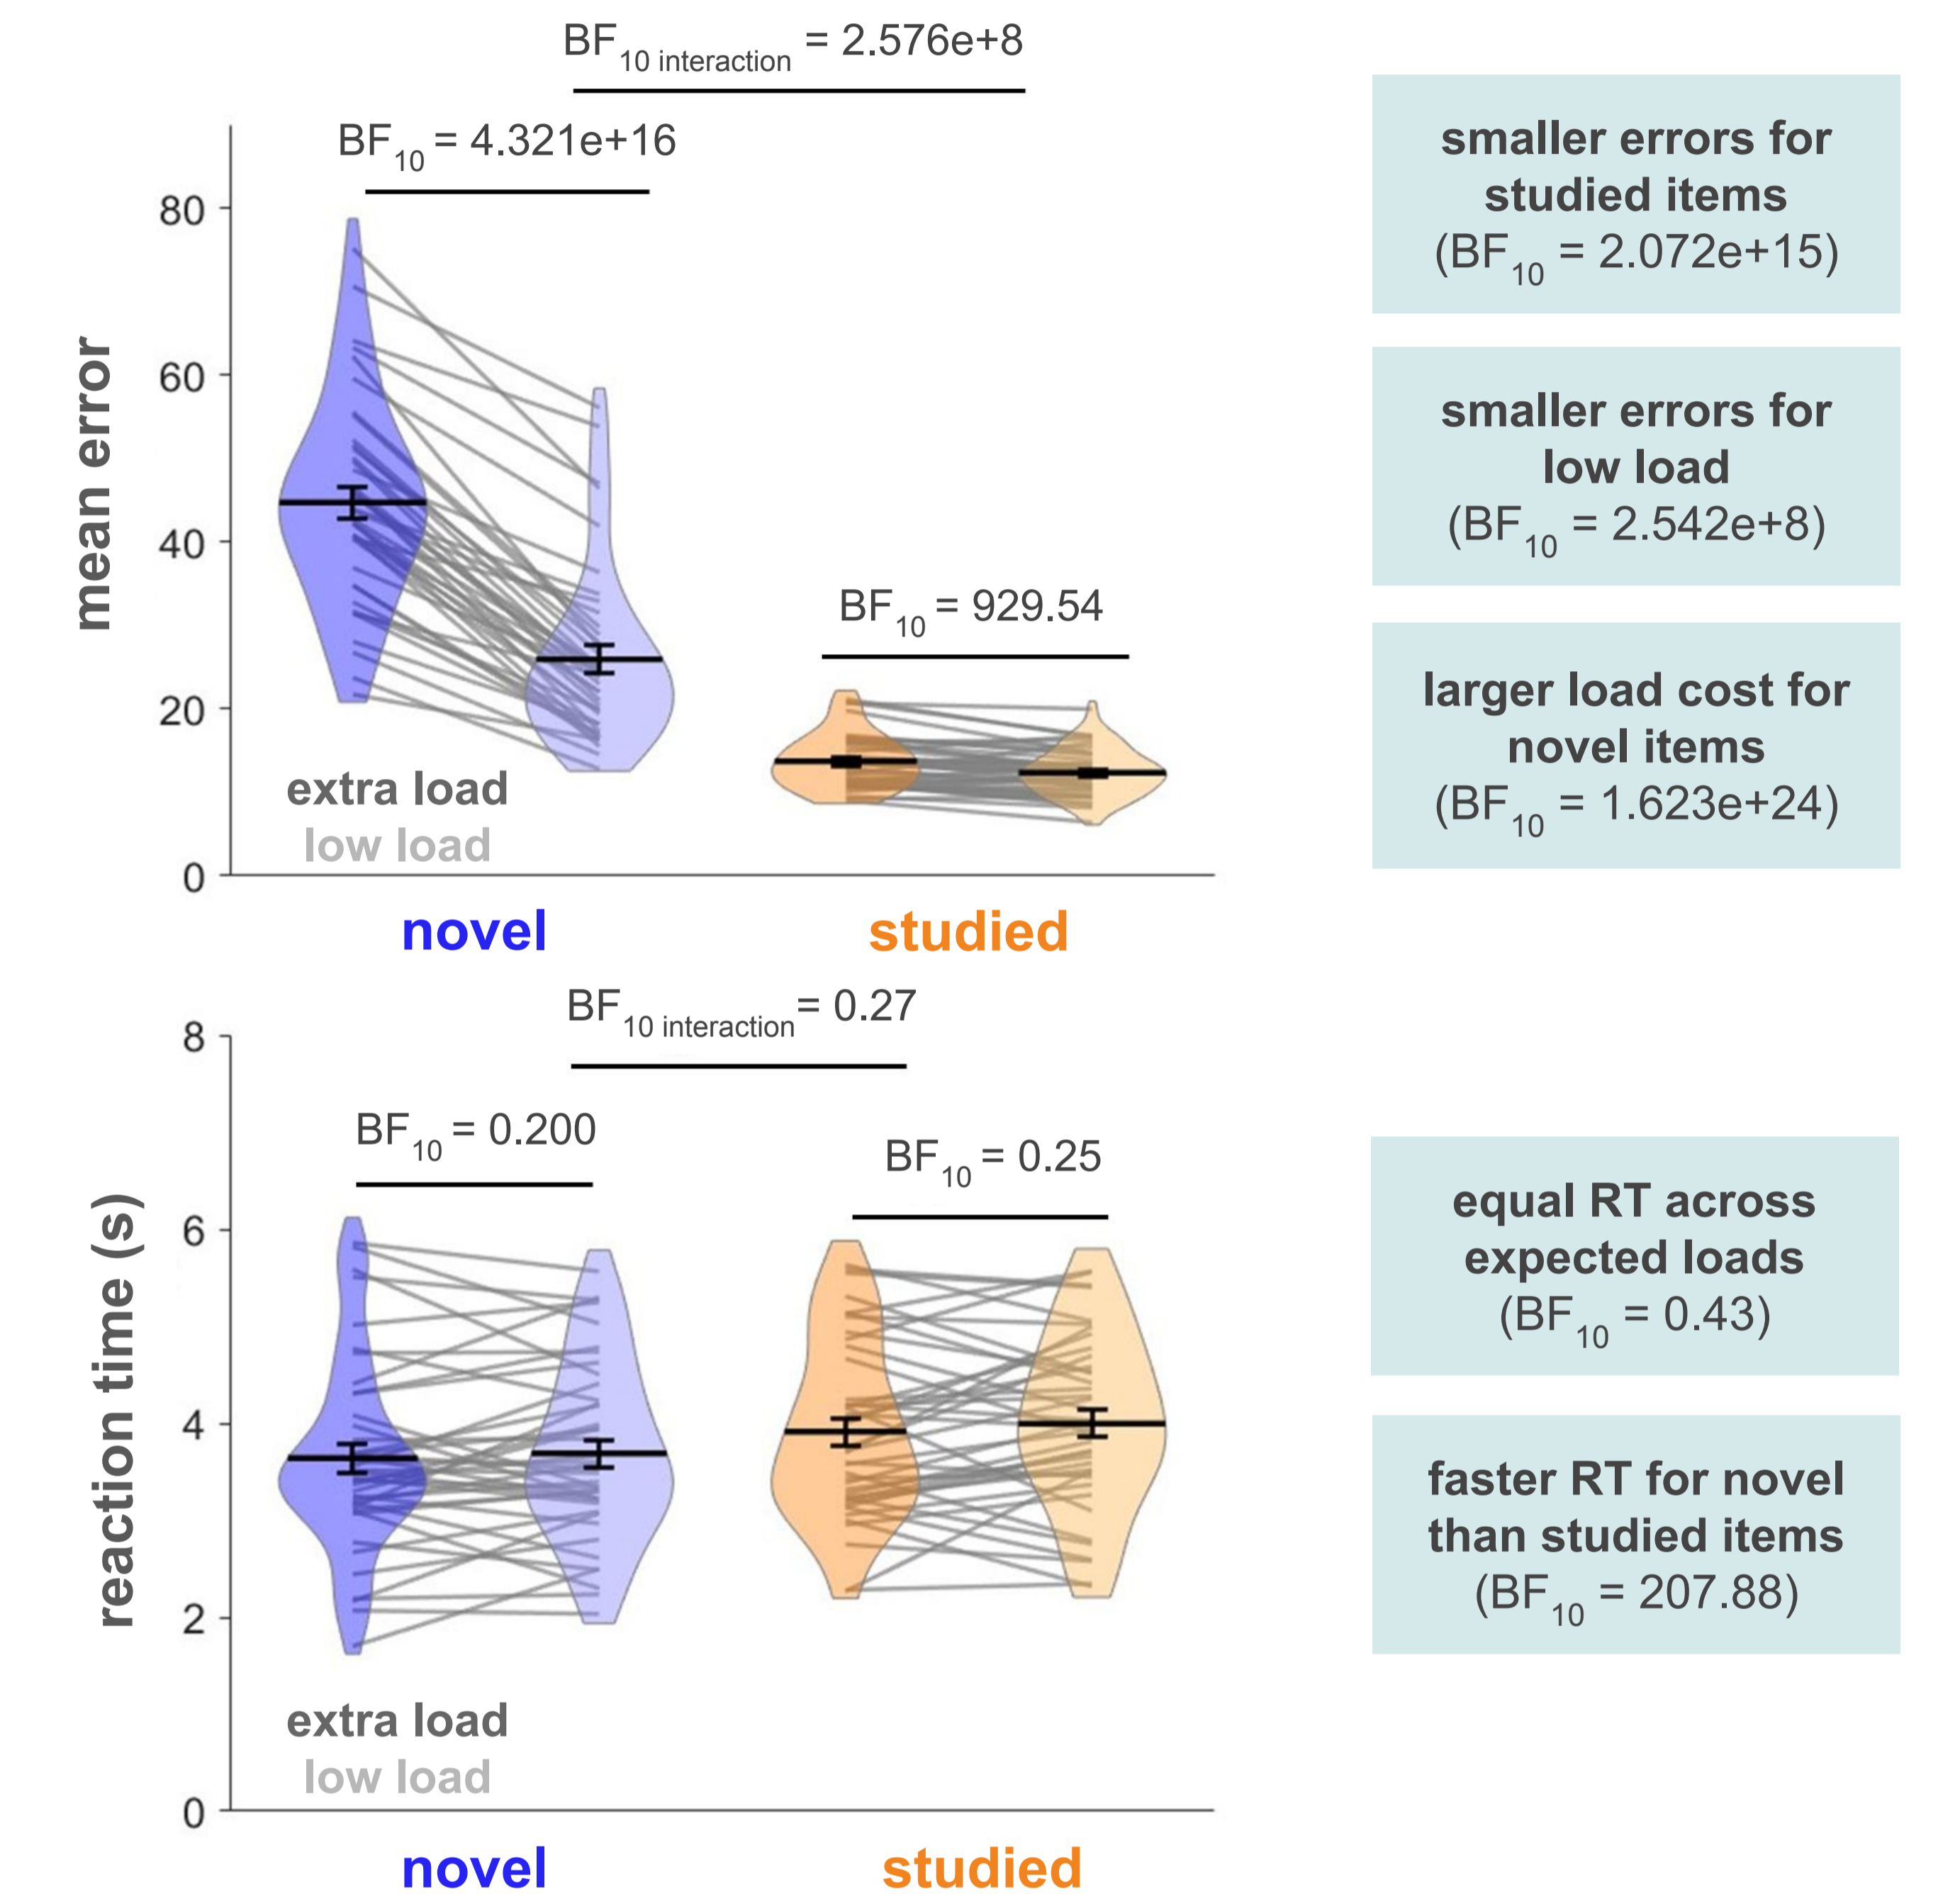 BF10 interaction = 2.576e+8
BF10 = 4.321e+16
80
60
40
20
0
mean error
BF10 = 929.54
extra load
low load
novel
studied
smaller errors for
studied items
(BF10 = 2.072e+15)
smaller errors for
low load
(BF10 = 2.542e+8)
larger load cost for
novel items
(BF10 = 1.623e+24)
BF10 interaction = 0.27
8
6
4
2
0
reaction time (s)
BF10 = 0.200
BF10 = 0.25
extra load
low load
novel
studied
equal RT across
expected loads
(BF10 = 0.43)
faster RT for novel
than studied items
(BF10 = 207.88)